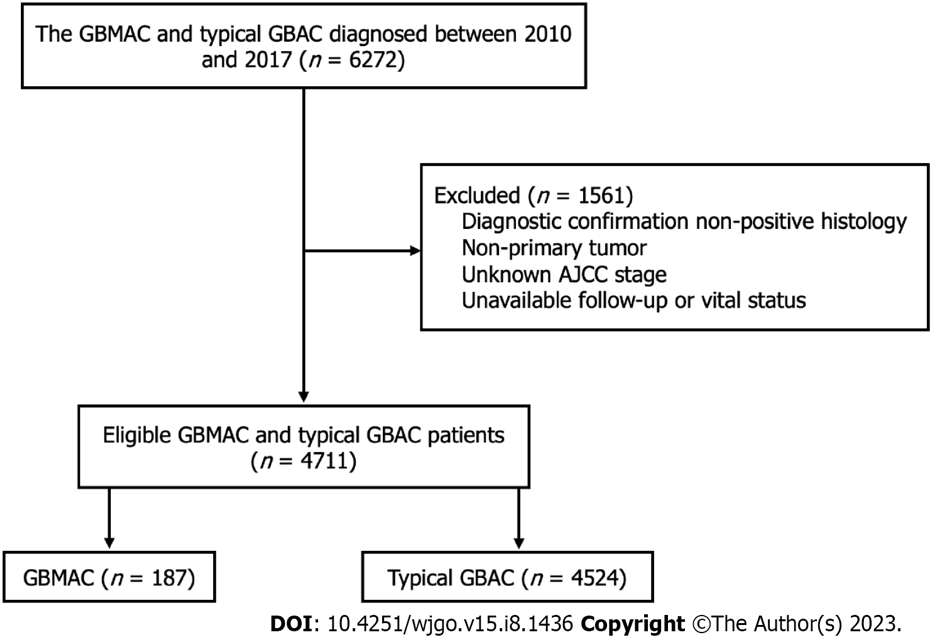 The GBMAC and typical GBAC diagnosed between 2010
and 2017 (n = 6272)
Excluded (n = 1561)
Diagnostic confirmation non-positive histology
Non-primary tumor
Unknown AJCC stage
Unavailable follow-up or vital status
Eligible GBMAC and typical GBAC patients
(n = 4711)
GBMAC (n = 187)
Typical GBAC (n = 4524)
DOI: 10.4251/wjgo.v15.i8.1436 Copyright ©The Author(s) 2023.